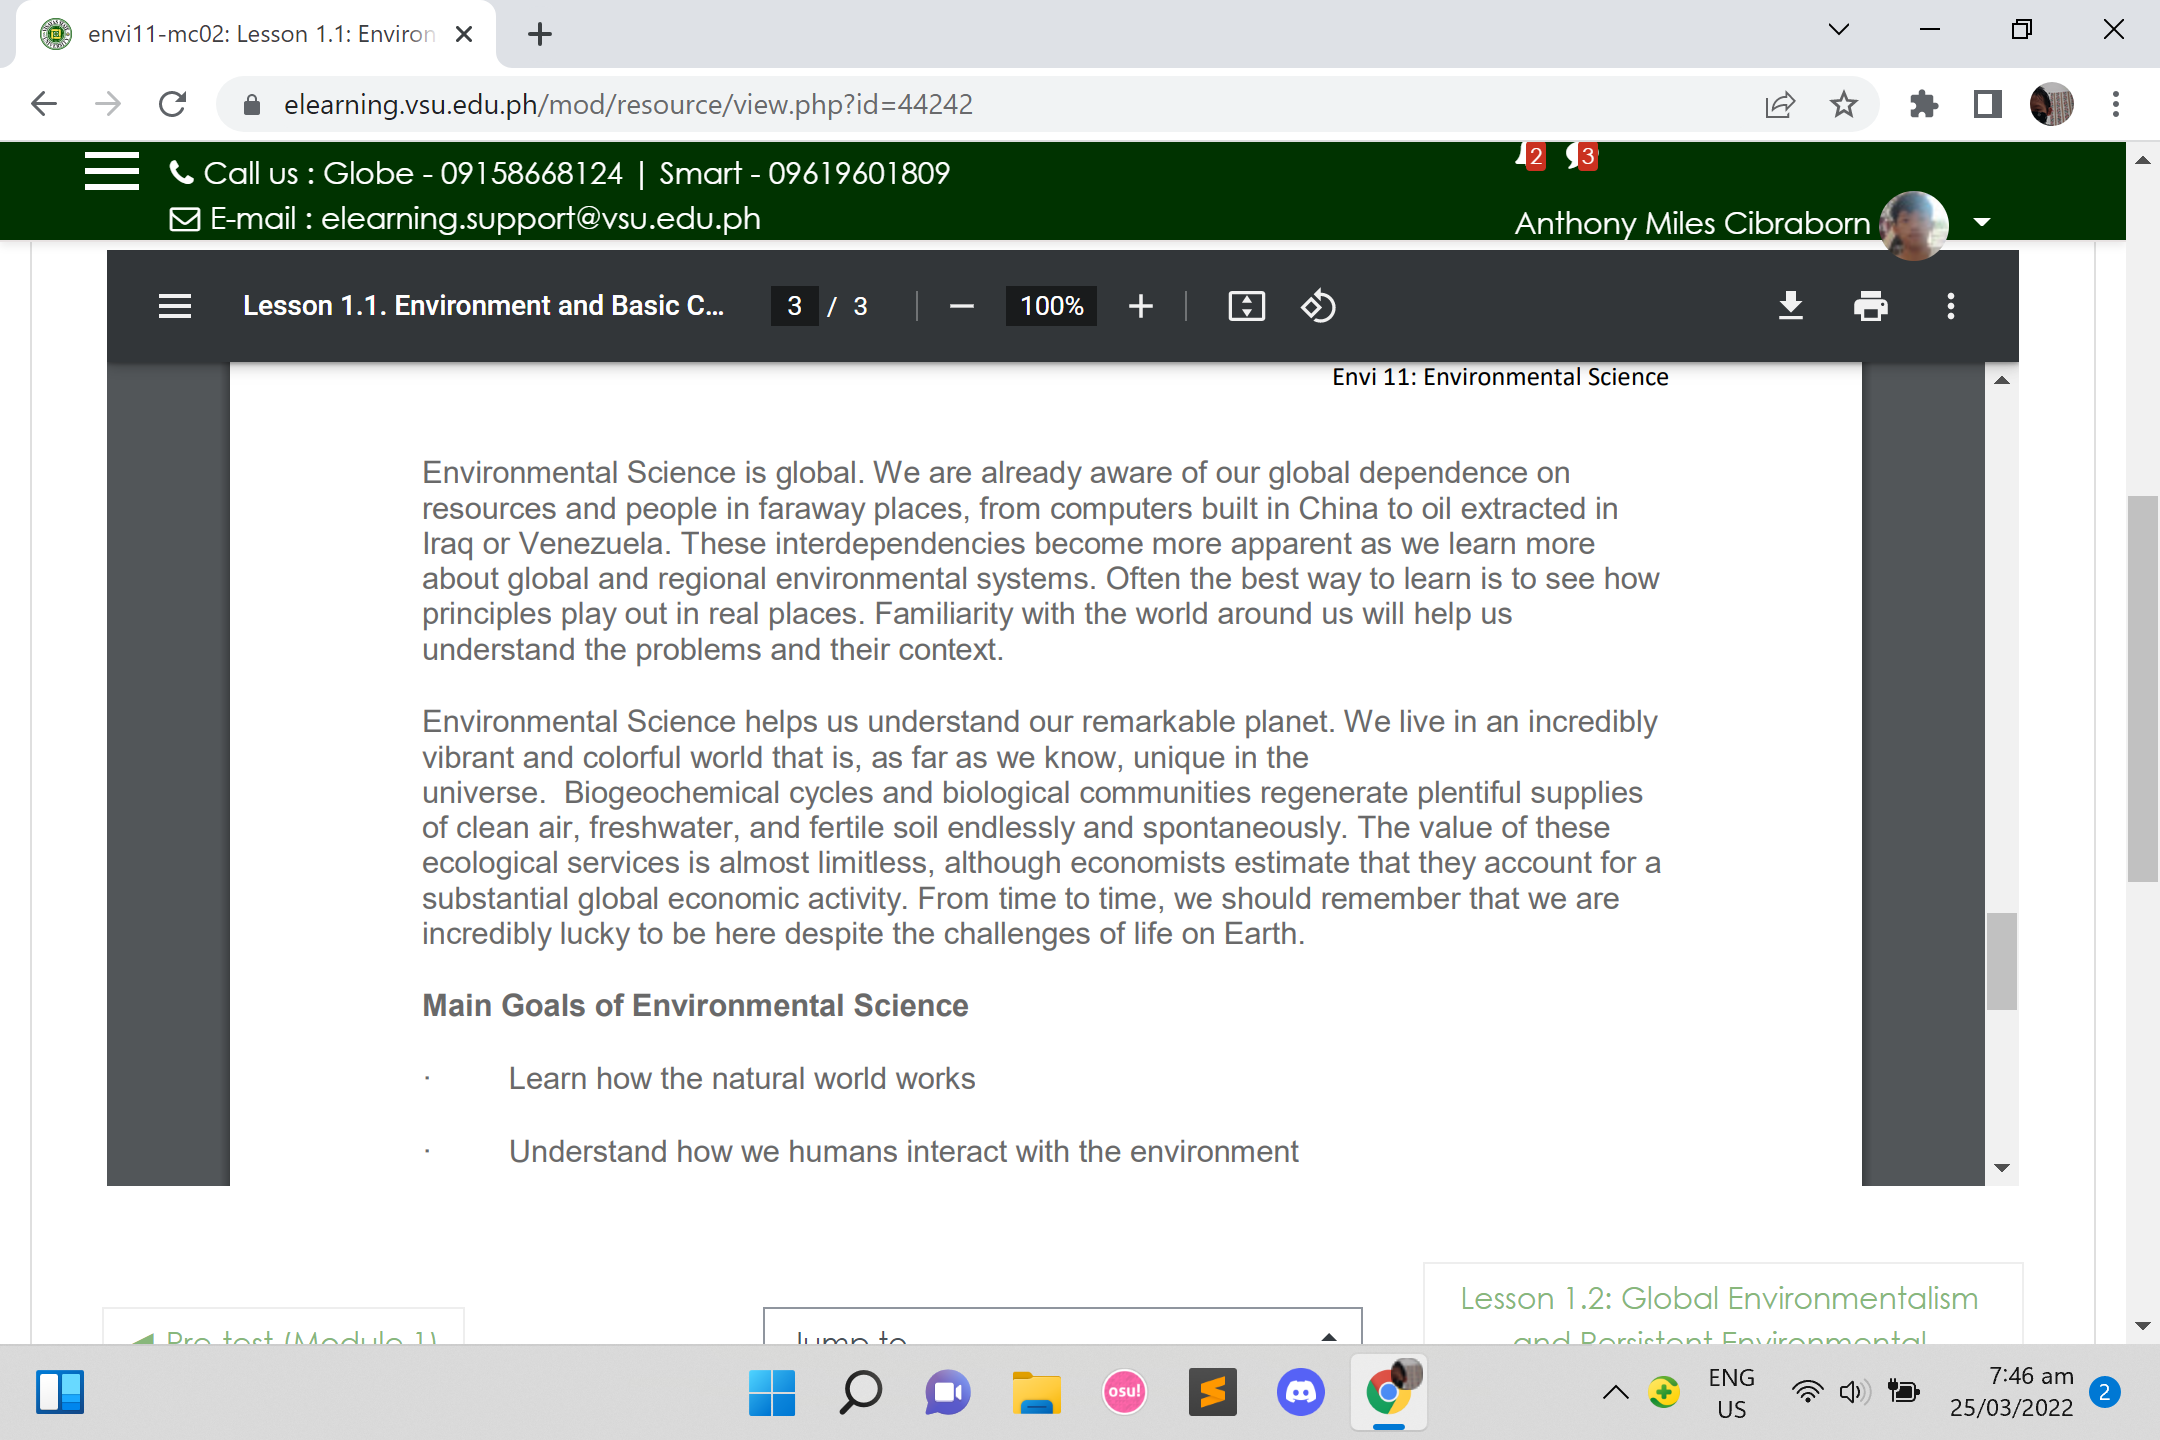 envi11-mc02: Lesson 1.1: Environ
elearning.vsu.edu.ph/mod/resource/view.php?id=44242
Call us : Globe - 09158668124 | Smart - 09619601809
2 3
E-mail : elearning.support@vsu.edu.ph
Anthony Miles Cibraborn
Lesson 1.1. Environment and Basic C... 3 / 3 100%
Envi 11: Environmental Science
Environmental Science is global. We are already aware of our global dependence on
resources and people in faraway places, from computers built in China to oil extracted in
Iraq or Venezuela. These interdependencies become more apparent as we learn more
about global and regional environmental systems. Often the best way to learn is to see how
principles play out in real places. Familiarity with the world around us will help us
understand the problems and their context.
Environmental Science helps us understand our remarkable planet. We live in an incredibly
vibrant and colorful world that is, as far as we know, unique in the
universe.  Biogeochemical cycles and biological communities regenerate plentiful supplies
of clean air, freshwater, and fertile soil endlessly and spontaneously. The value of these
ecological services is almost limitless, although economists estimate that they account for a
substantial global economic activity. From time to time, we should remember that we are
incredibly lucky to be here despite the challenges of life on Earth.
Main Goals of Environmental Science
· Learn how the natural world works
· Understand how we humans interact with the environment
Lesson 1.2: Global Environmentalism
and Persistent Environmental
◄ Pre-test (Module 1)
Jump to...
osu!
ENG
US
7:46 am
25/03/2022
2